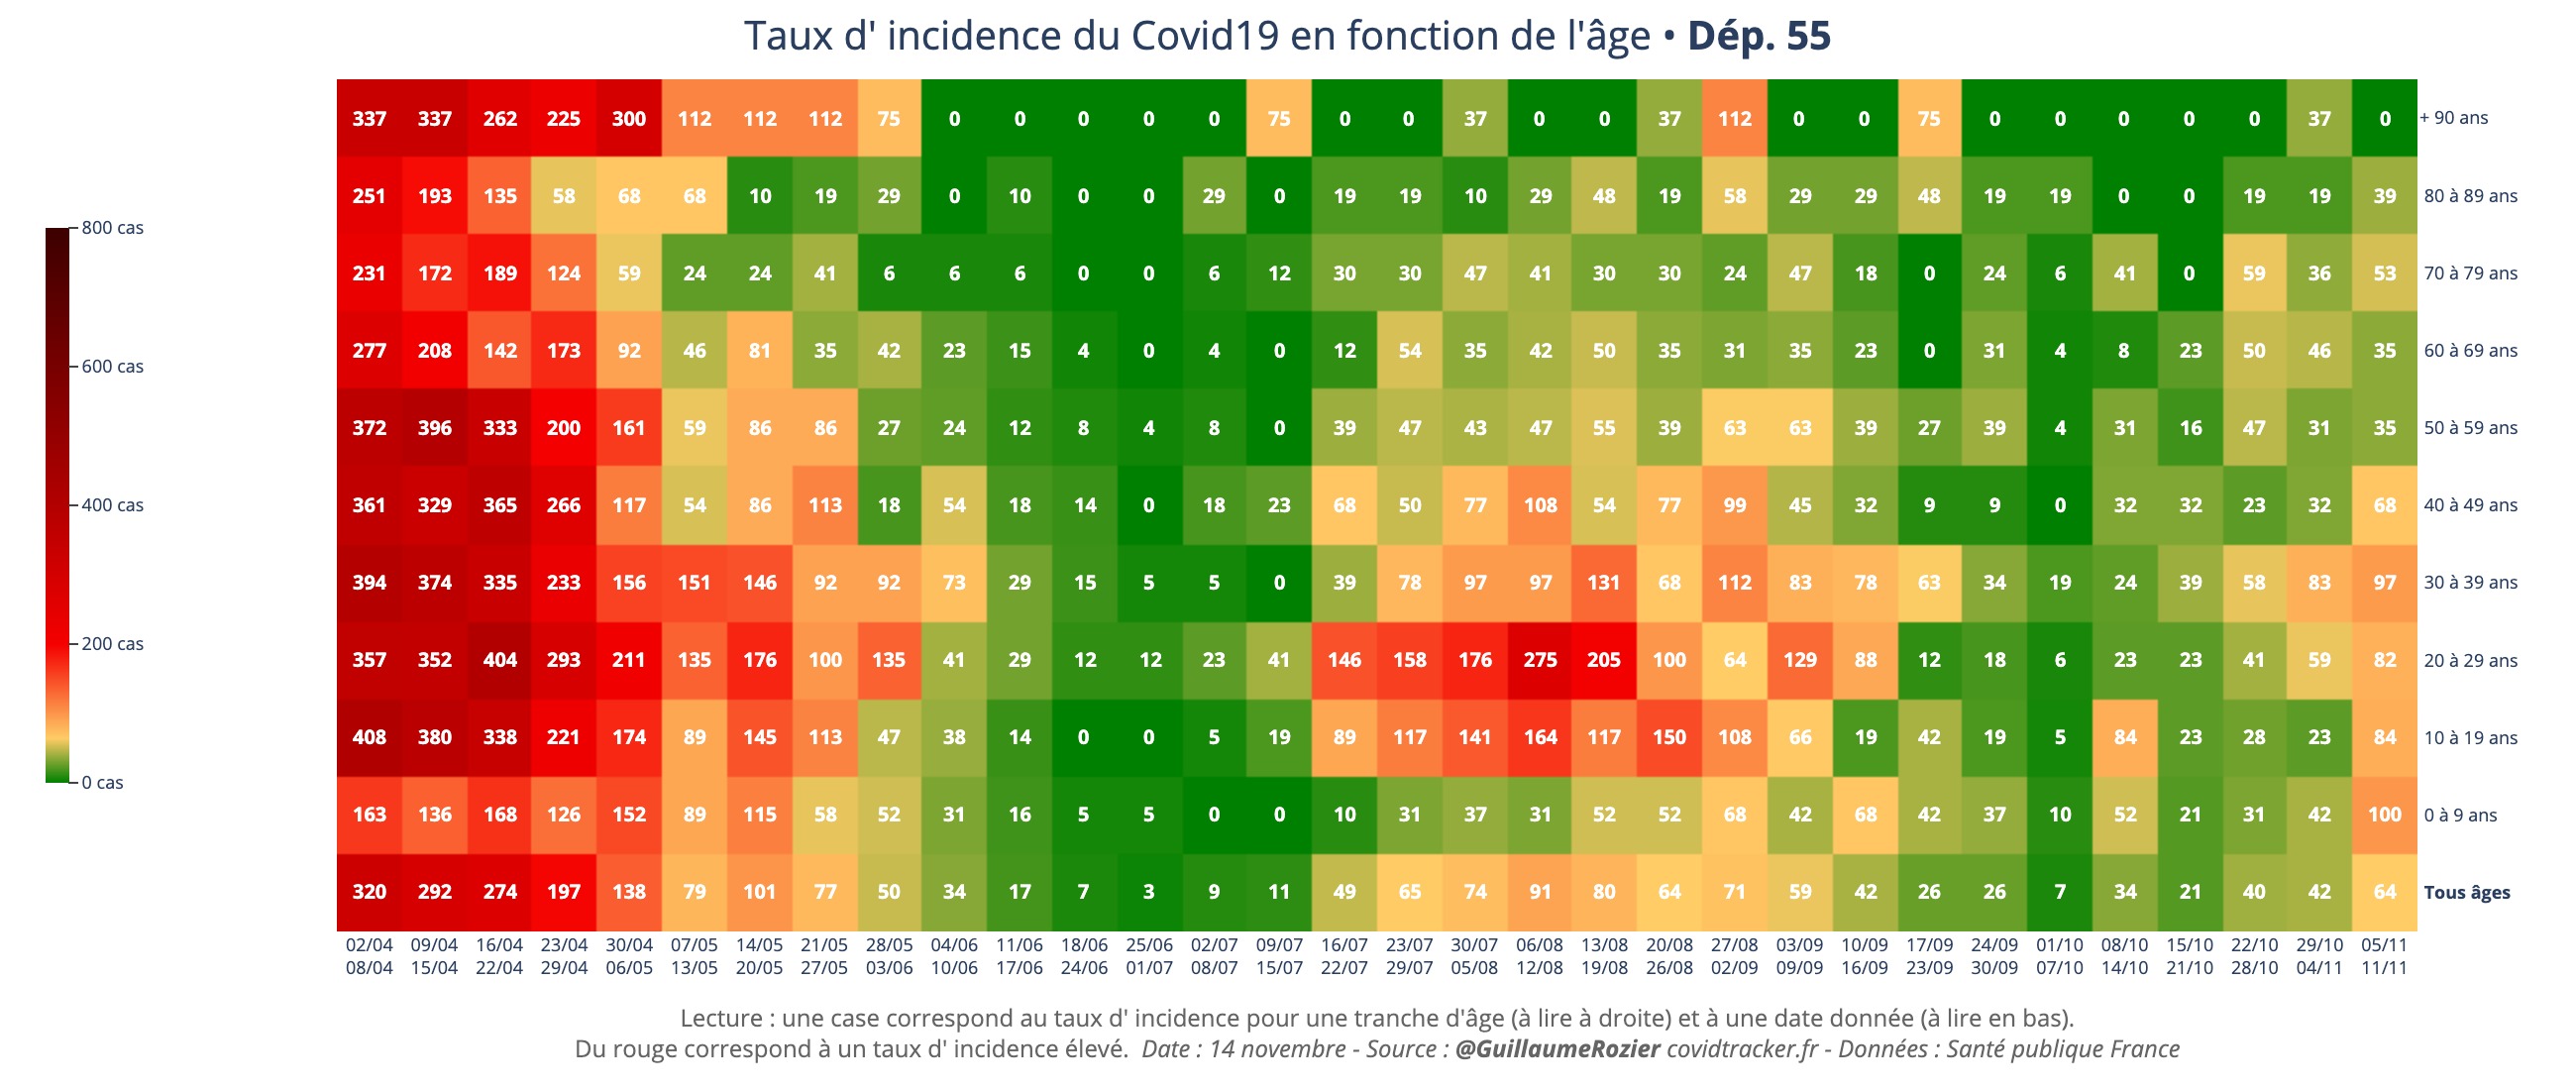 Taux d' incidence du Covid19 en fonction de l'âge • Dép. 55
800 cas
600 cas
400 cas
200 cas
0 cas
337 337 262 225 300 112 112 112 75 0 0 0 0 0 75 0 0 37 0 0 37 112 0 0 75 0 0 0 0 0 37 0 + 90 ans
251 193 135 58 68 68 10 19 29 0 10 0 0 29 0 19 19 10 29 48 19 58 29 29 48 19 19 0 0 19 19 39 80 à 89 ans
231 172 189 124 59 24 24 41 6 6 6 0 0 6 12 30 30 47 41 30 30 24 47 18 0 24 6 41 0 59 36 53 70 à 79 ans
277 208 142 173 92 46 81 35 42 23 15 4 0 4 0 12 54 35 42 50 35 31 35 23 0 31 4 8 23 50 46 35 60 à 69 ans
372 396 333 200 161 59 86 86 27 24 12 8 4 8 0 39 47 43 47 55 39 63 63 39 27 39 4 31 16 47 31 35 50 à 59 ans
361 329 365 266 117 54 86 113 18 54 18 14 0 18 23 68 50 77 108 54 77 99 45 32 9 9 0 32 32 23 32 68 40 à 49 ans
394 374 335 233 156 151 146 92 92 73 29 15 5 5 0 39 78 97 97 131 68 112 83 78 63 34 19 24 39 58 83 97 30 à 39 ans
357 352 404 293 211 135 176 100 135 41 29 12 12 23 41 146 158 176 275 205 100 64 129 88 12 18 6 23 23 41 59 82 20 à 29 ans
408 380 338 221 174 89 145 113 47 38 14 0 0 5 19 89 117 141 164 117 150 108 66 19 42 19 5 84 23 28 23 84 10 à 19 ans
163 136 168 126 152 89 115 58 52 31 16 5 5 0 0 10 31 37 31 52 52 68 42 68 42 37 10 52 21 31 42 100 0 à 9 ans
320 292 274 197 138 79 101 77 50 34 17 7 3 9 11 49 65 74 91 80 64 71 59 42 26 26 7 34 21 40 42 64 Tous âges
02/04 09/04 16/04 23/04 30/04 07/05 14/05 21/05 28/05 04/06 11/06 18/06 25/06 02/07 09/07 16/07 23/07 30/07 06/08 13/08 20/08 27/08 03/09 10/09 17/09 24/09 01/10 08/10 15/10 22/10 29/10 05/11
08/04 15/04 22/04 29/04 06/05 13/05 20/05 27/05 03/06 10/06 17/06 24/06 01/07 08/07 15/07 22/07 29/07 05/08 12/08 19/08 26/08 02/09 09/09 16/09 23/09 30/09 07/10 14/10 21/10 28/10 04/11 11/11
Lecture : une case correspond au taux d' incidence pour une tranche d'âge (à lire à droite) et à une date donnée (à lire en bas).
Du rouge correspond à un taux d' incidence élevé. Date : 14 novembre - Source : @GuillaumeRozier covidtracker.fr - Données : Santé publique France